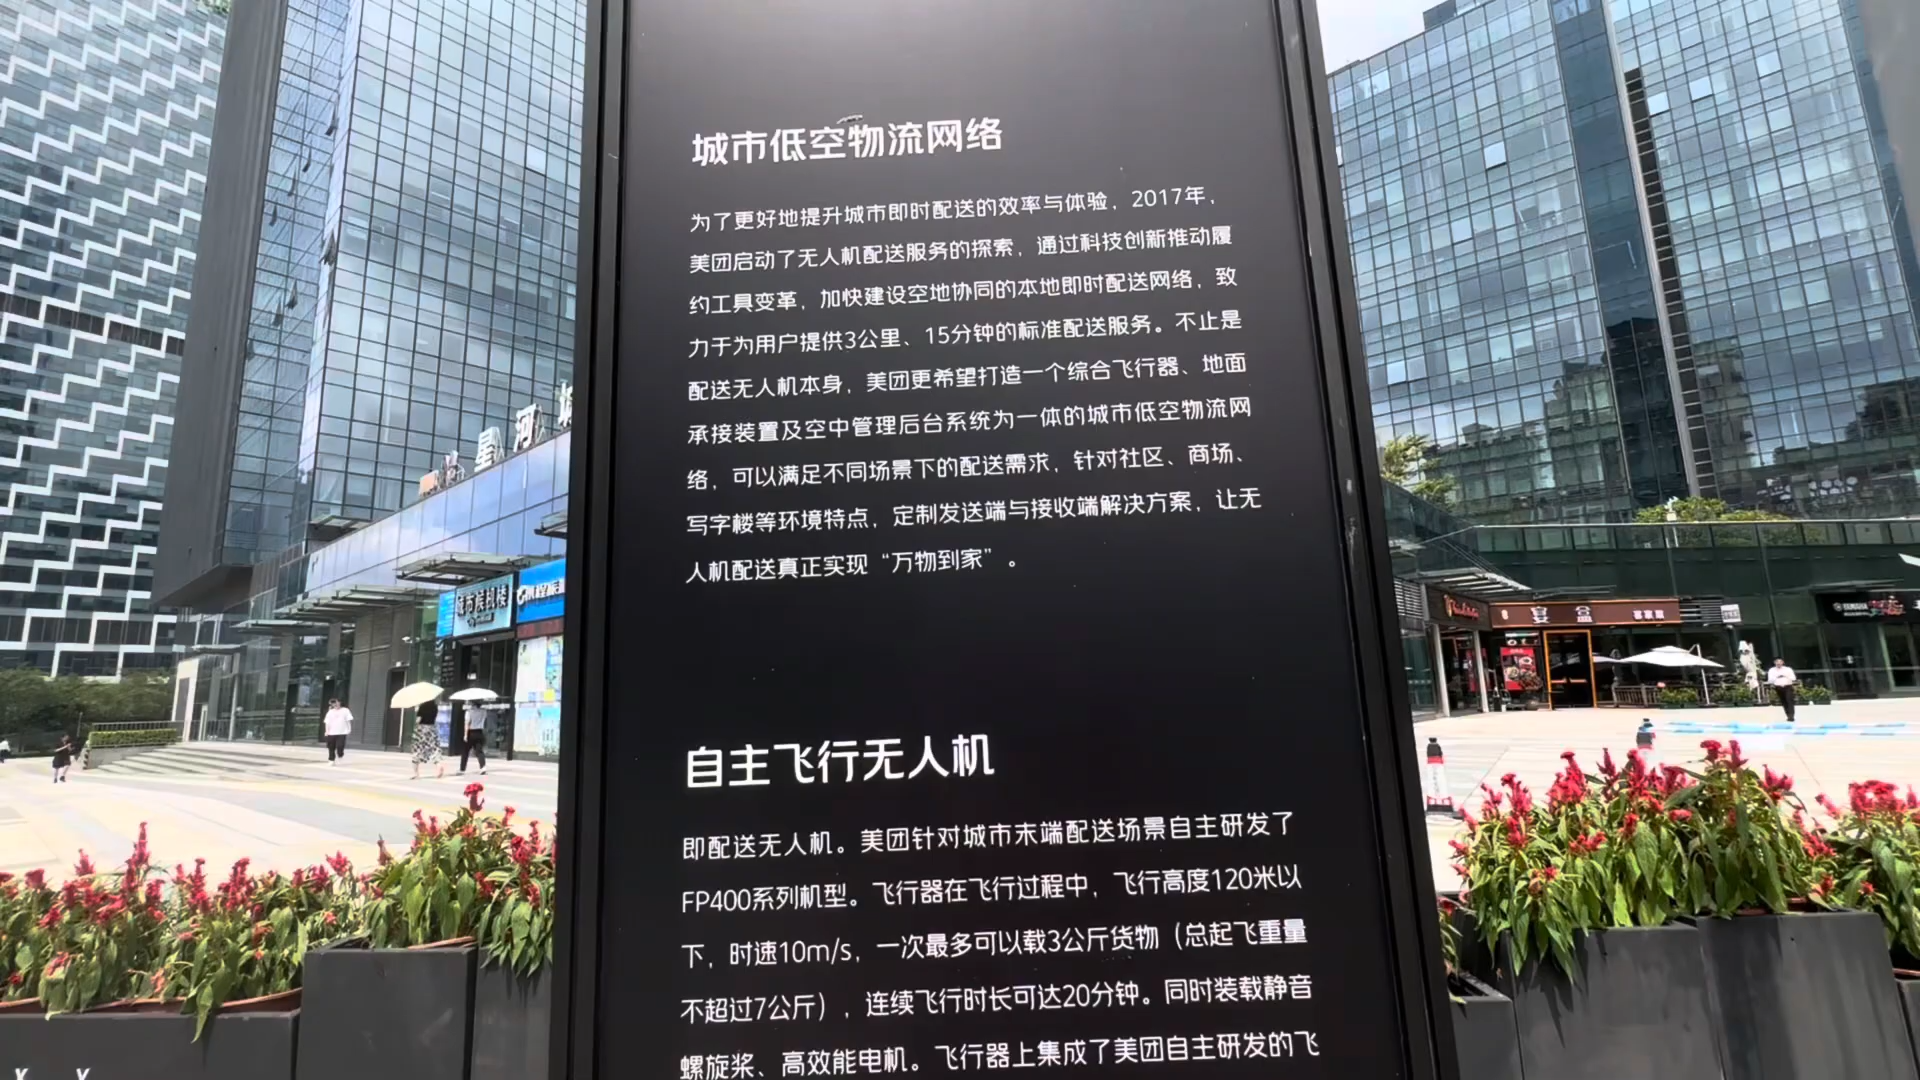 城市低空物流网络
为了更好地提升城市即时配送的效率与体验，2017年，
美团启动了无人机配送服务的探索，通过科技创新推动履
约工具变革，加快建设空地协同的本地即时配送网络，致
力于为用户提供3公里、15分钟的标准配送服务。不止是
配送无人机本身，美团更希望打造一个综合飞行器、地面
承接装置及空中管理后台系统为一体的城市低空物流网
络，可以满足不同场景下的配送需求，针对社区、商场、
写字楼等环境特点，定制发送端与接收端解决方案，让无
人机配送真正实现“万物到家”。
自主飞行无人机
即配送无人机。美团针对城市末端配送场景自主研发了
FP400系列机型。飞行器在飞行过程中，飞行高度120米以
下，时速10m/s，一次最多可以载3公斤货物（总起飞重量
不超过7公斤），连续飞行时长可达20分钟。同时装载静音
螺旋桨、高效能电机。飞行器上集成了美团自主研发的飞
星河城
城市候机楼
宴盒
YAMAHA